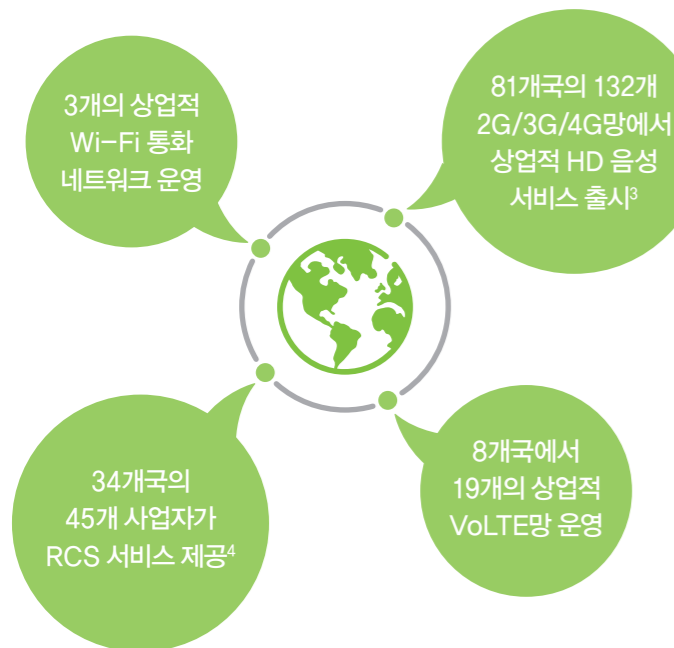 3개의 상업적
Wi-Fi 통화
네트워크 운영
81개국의 132개
2G/3G/4G망에서
상업적 HD 음성
서비스 출시3
34개국의
45개 사업자가
RCS 서비스 제공4
8개국에서
19개의 상업적
VoLTE망 운영